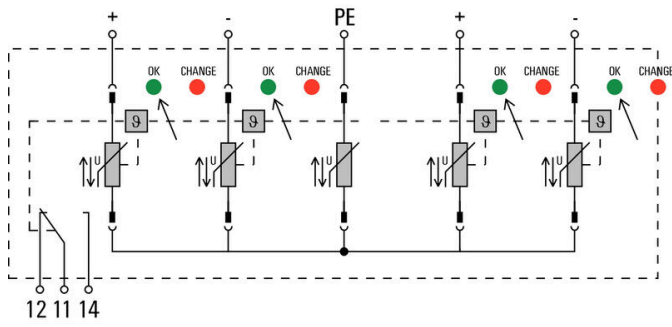 + - PE + -
OK CHANGE OK CHANGE OK CHANGE OK CHANGE
ϑ ϑ ϑ ϑ
U U U U U
12 11 14